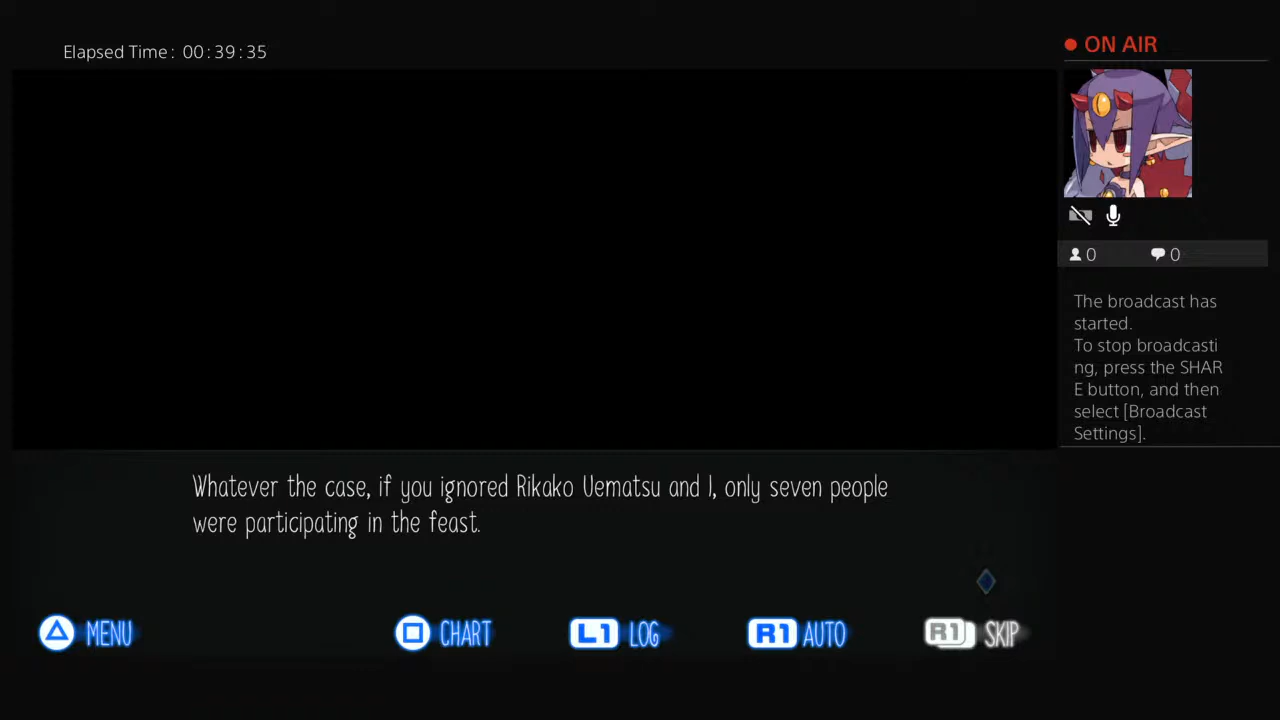 Elapsed Time: 00:39:35
ON AIR
0 0
The broadcast has
started.
To stop broadcasti
ng, press the SHAR
E button, and then
select [Broadcast
Settings].
Whatever the case, if you ignored Rikako Uematsu and I, only seven people
were participating in the feast.
MENU CHART L1 LOG R1 AUTO R1 SKIP